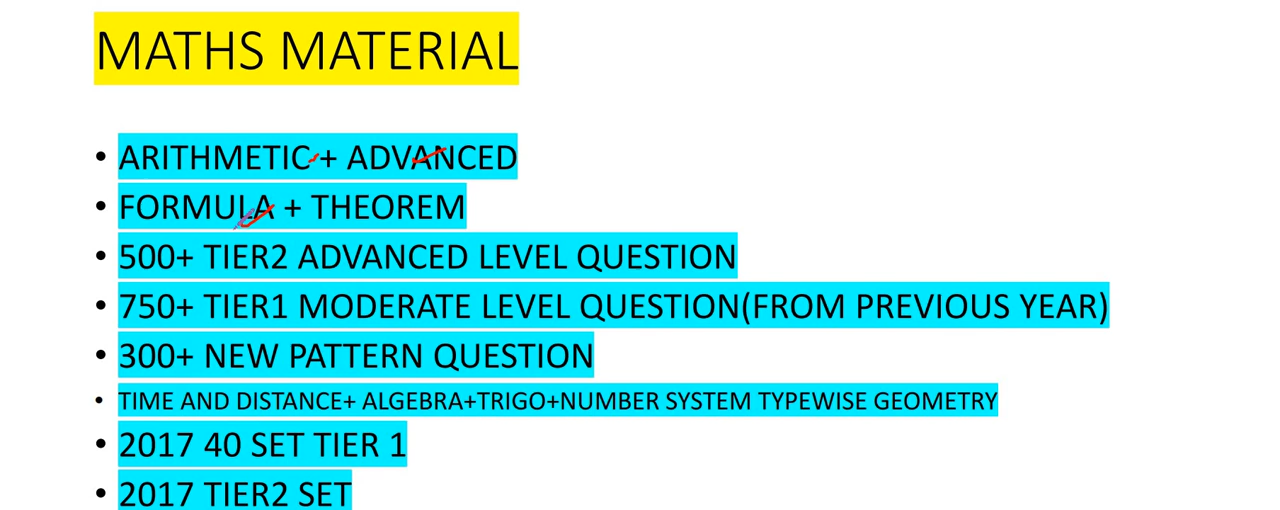 MATHS MATERIAL
• ARITHMETIC + ADVANCED
• FORMULA + THEOREM
• 500+ TIER2 ADVANCED LEVEL QUESTION
• 750+ TIER1 MODERATE LEVEL QUESTION(FROM PREVIOUS YEAR)
• 300+ NEW PATTERN QUESTION
• TIME AND DISTANCE+ ALGEBRA+TRIGO+NUMBER SYSTEM TYPEWISE GEOMETRY
• 2017 40 SET TIER 1
• 2017 TIER2 SET